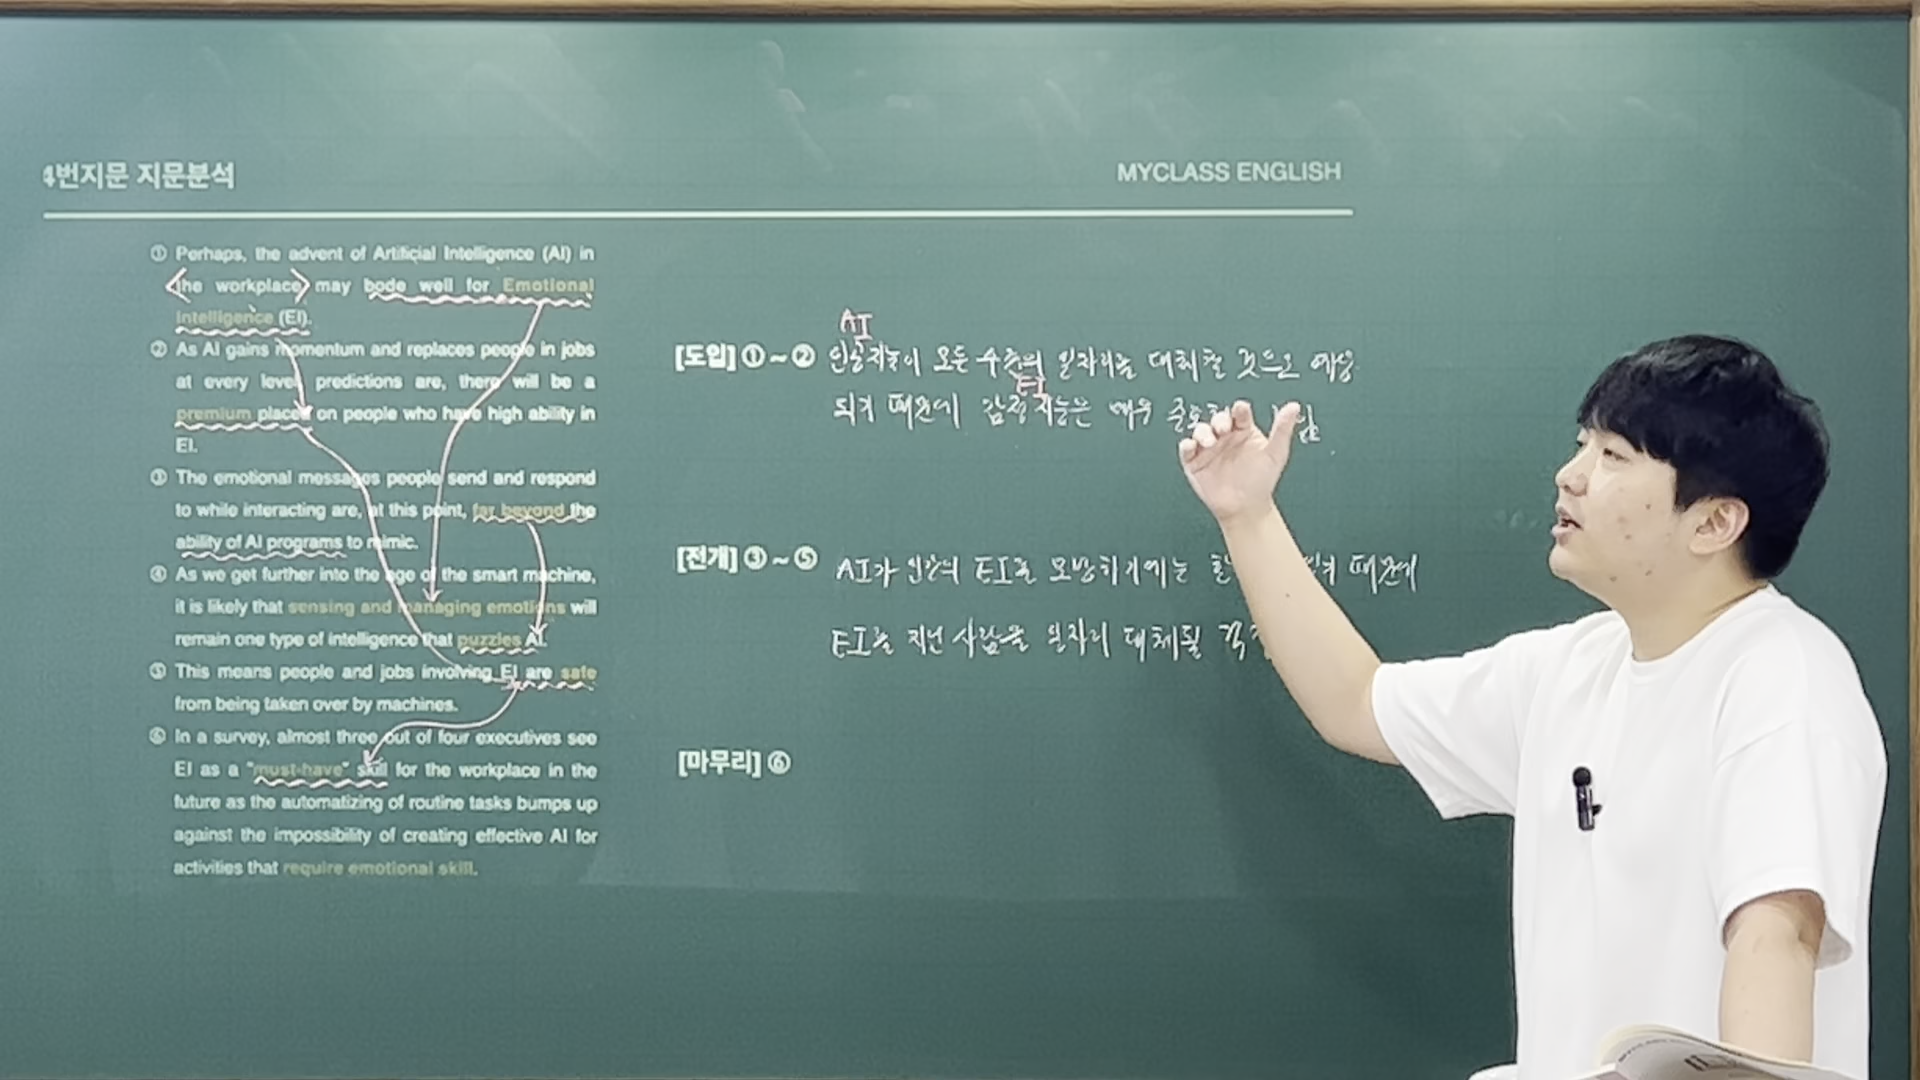 4번지문 지문분석
MYCLASS ENGLISH
① Perhaps, the advent of Artificial Intelligence (AI) in
the workplace may bode well for Emotional
Intelligence (EI).
② As AI gains momentum and replaces people in jobs
at every level, predictions are, there will be a
premium placed on people who have high ability in
EI.
③ The emotional messages people send and respond
to while interacting are, at this point, far beyond the
ability of AI programs to mimic.
④ As we get further into the age of the smart machine,
it is likely that sensing and managing emotions will
remain one type of intelligence that puzzles AI.
⑤ This means people and jobs involving EI are safe
from being taken over by machines.
⑥ In a survey, almost three out of four executives see
EI as a "must-have" skill for the workplace in the
future as the automatizing of routine tasks bumps up
against the impossibility of creating effective AI for
activities that require emotional skill.
AI
[도입] ① ~ ② 인공지능이 모든 수준의 일자리를 대체할 것으로 예상
EI
되기 때문에 감정지능은 매우
[전개] ③ ~ ⑤ AI가 인간의 EI를 모방하기에는 때문에
EI를 지닌 사람들은 일자리 대체될
[마무리] ⑥